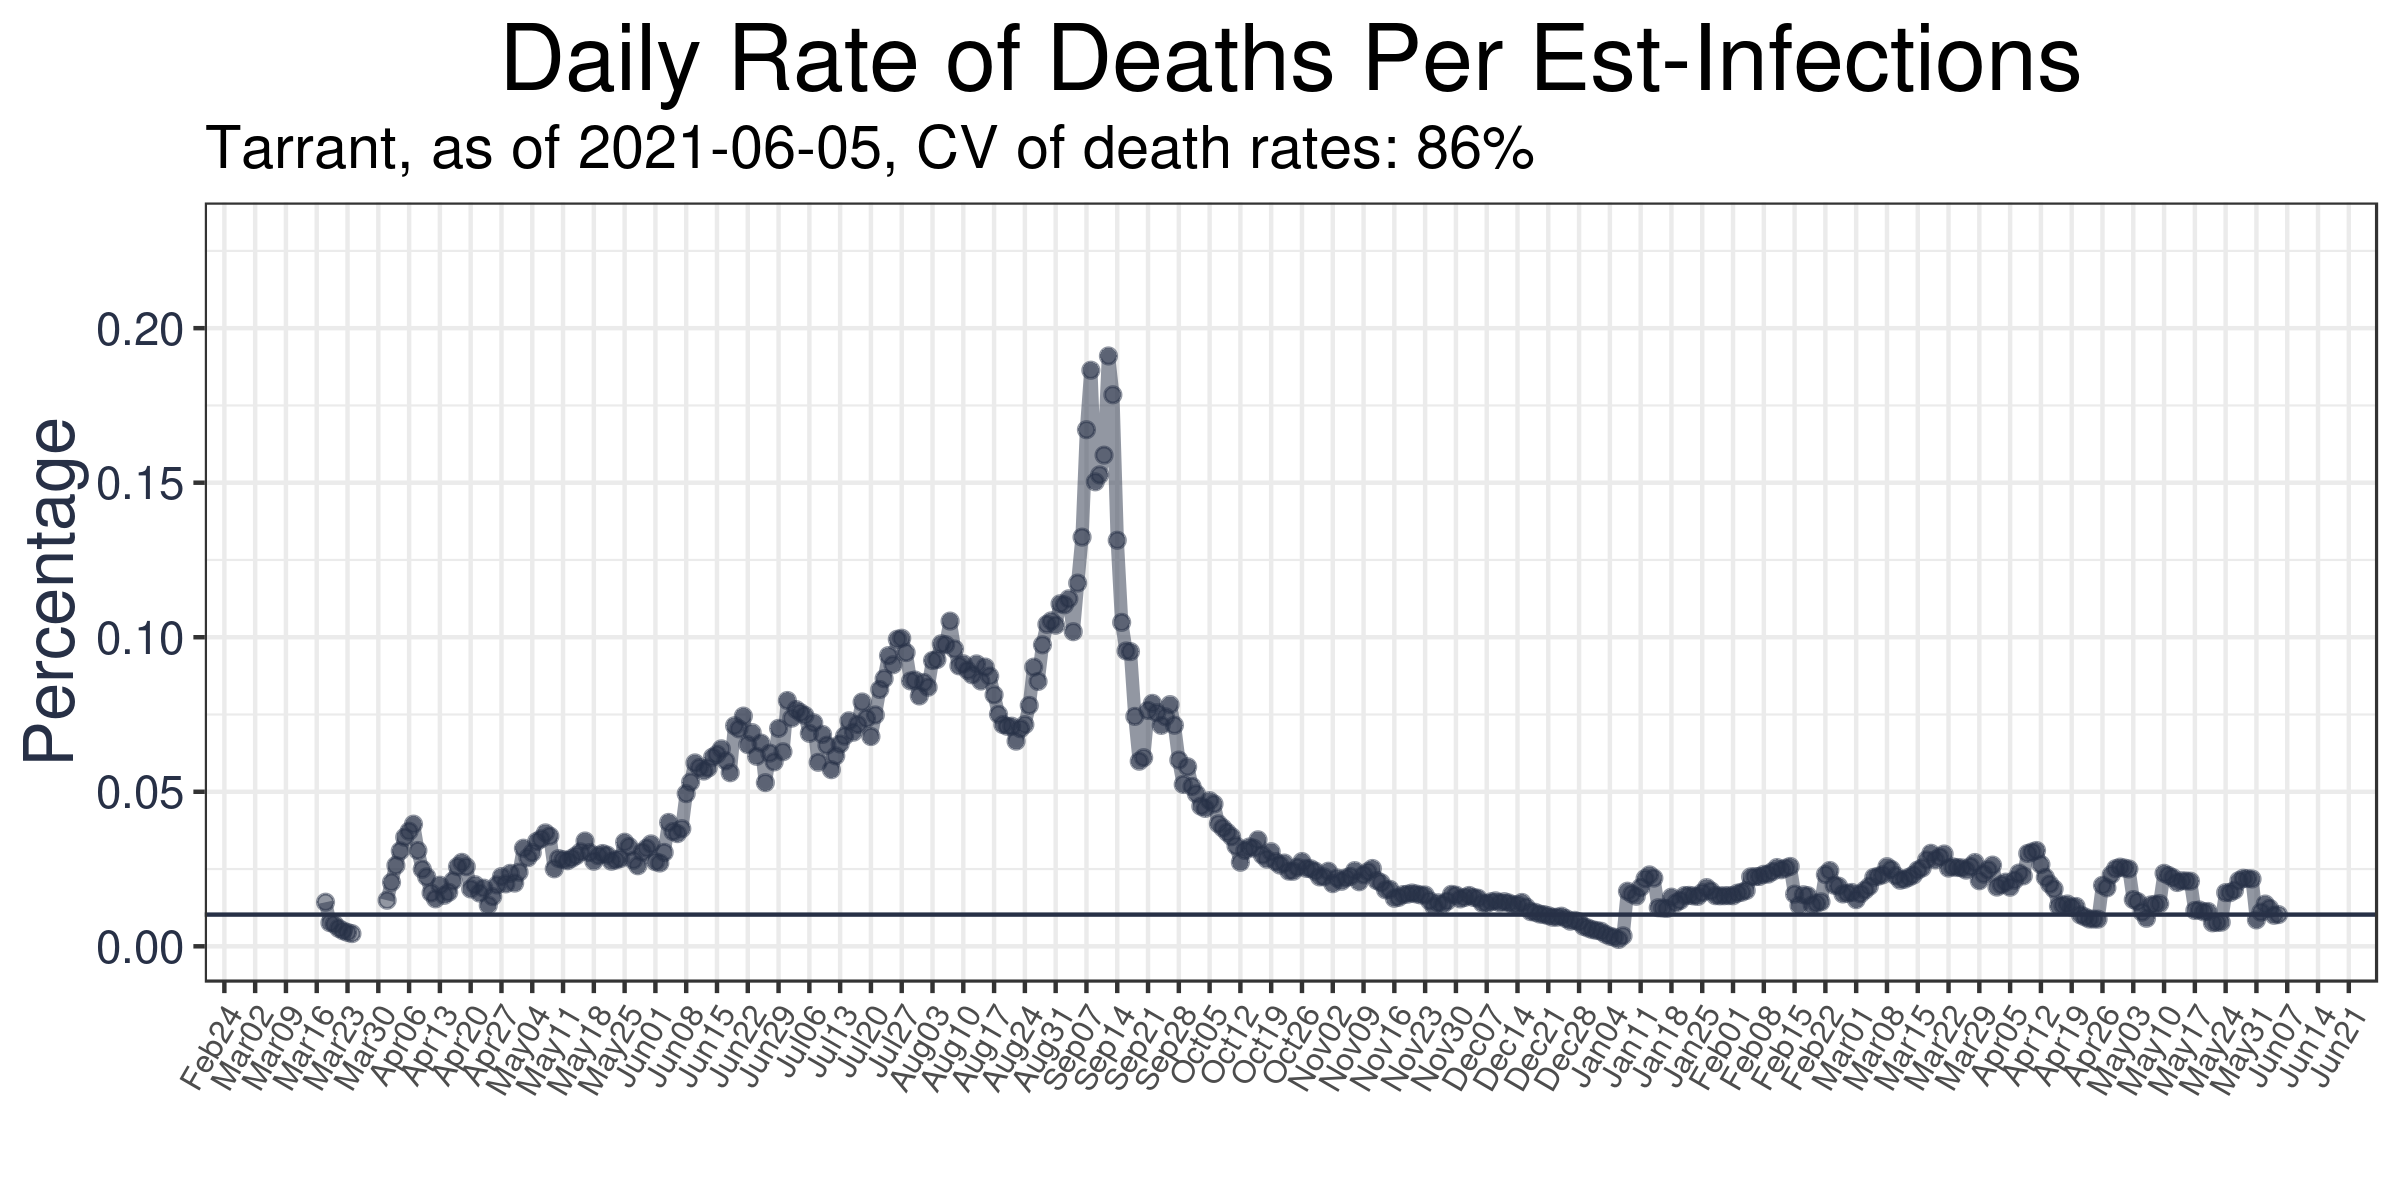 Daily Rate of Deaths Per Est-Infections
Tarrant, as of 2021-06-05, CV of death rates: 86%
Percentage
0.20
0.15
0.10
0.05
0.00
Feb24
Mar02
Mar09
Mar16
Mar23
Mar30
Apr06
Apr13
Apr20
Apr27
May04
May11
May18
May25
Jun01
Jun08
Jun15
Jun22
Jun29
Jul06
Jul13
Jul20
Jul27
Aug03
Aug10
Aug17
Aug24
Aug31
Sep07
Sep14
Sep21
Sep28
Oct05
Oct12
Oct19
Oct26
Nov02
Nov09
Nov16
Nov23
Nov30
Dec07
Dec14
Dec21
Dec28
Jan04
Jan11
Jan18
Jan25
Feb01
Feb08
Feb15
Feb22
Mar01
Mar08
Mar15
Mar22
Mar29
Apr05
Apr12
Apr19
Apr26
May03
May10
May17
May24
May31
Jun07
Jun14
Jun21